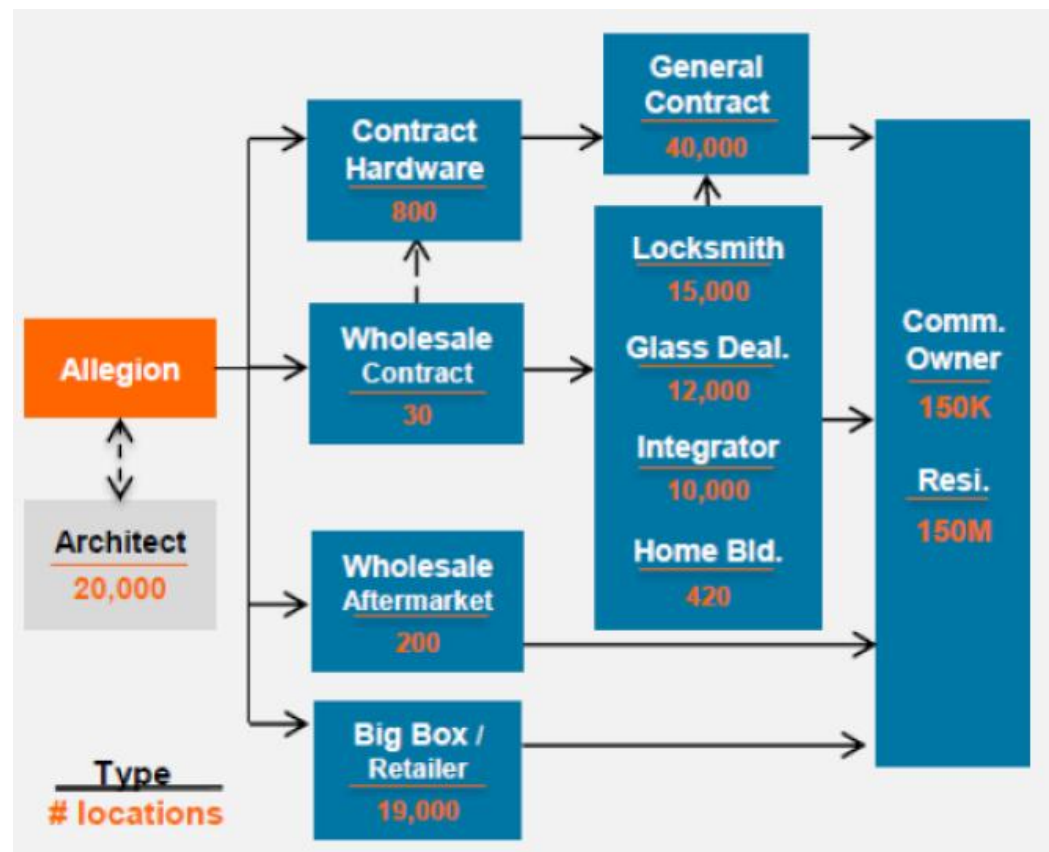 General
Contract
40,000
Contract
Hardware
800
Locksmith
15,000
Glass Deal.
12,000
Integrator
10,000
Home Bld.
420
Comm.
Owner
150K
Resi.
150M
Allegion
Wholesale
Contract
30
Architect
20,000
Wholesale
Aftermarket
200
Big Box /
Retailer
19,000
Type
# locations